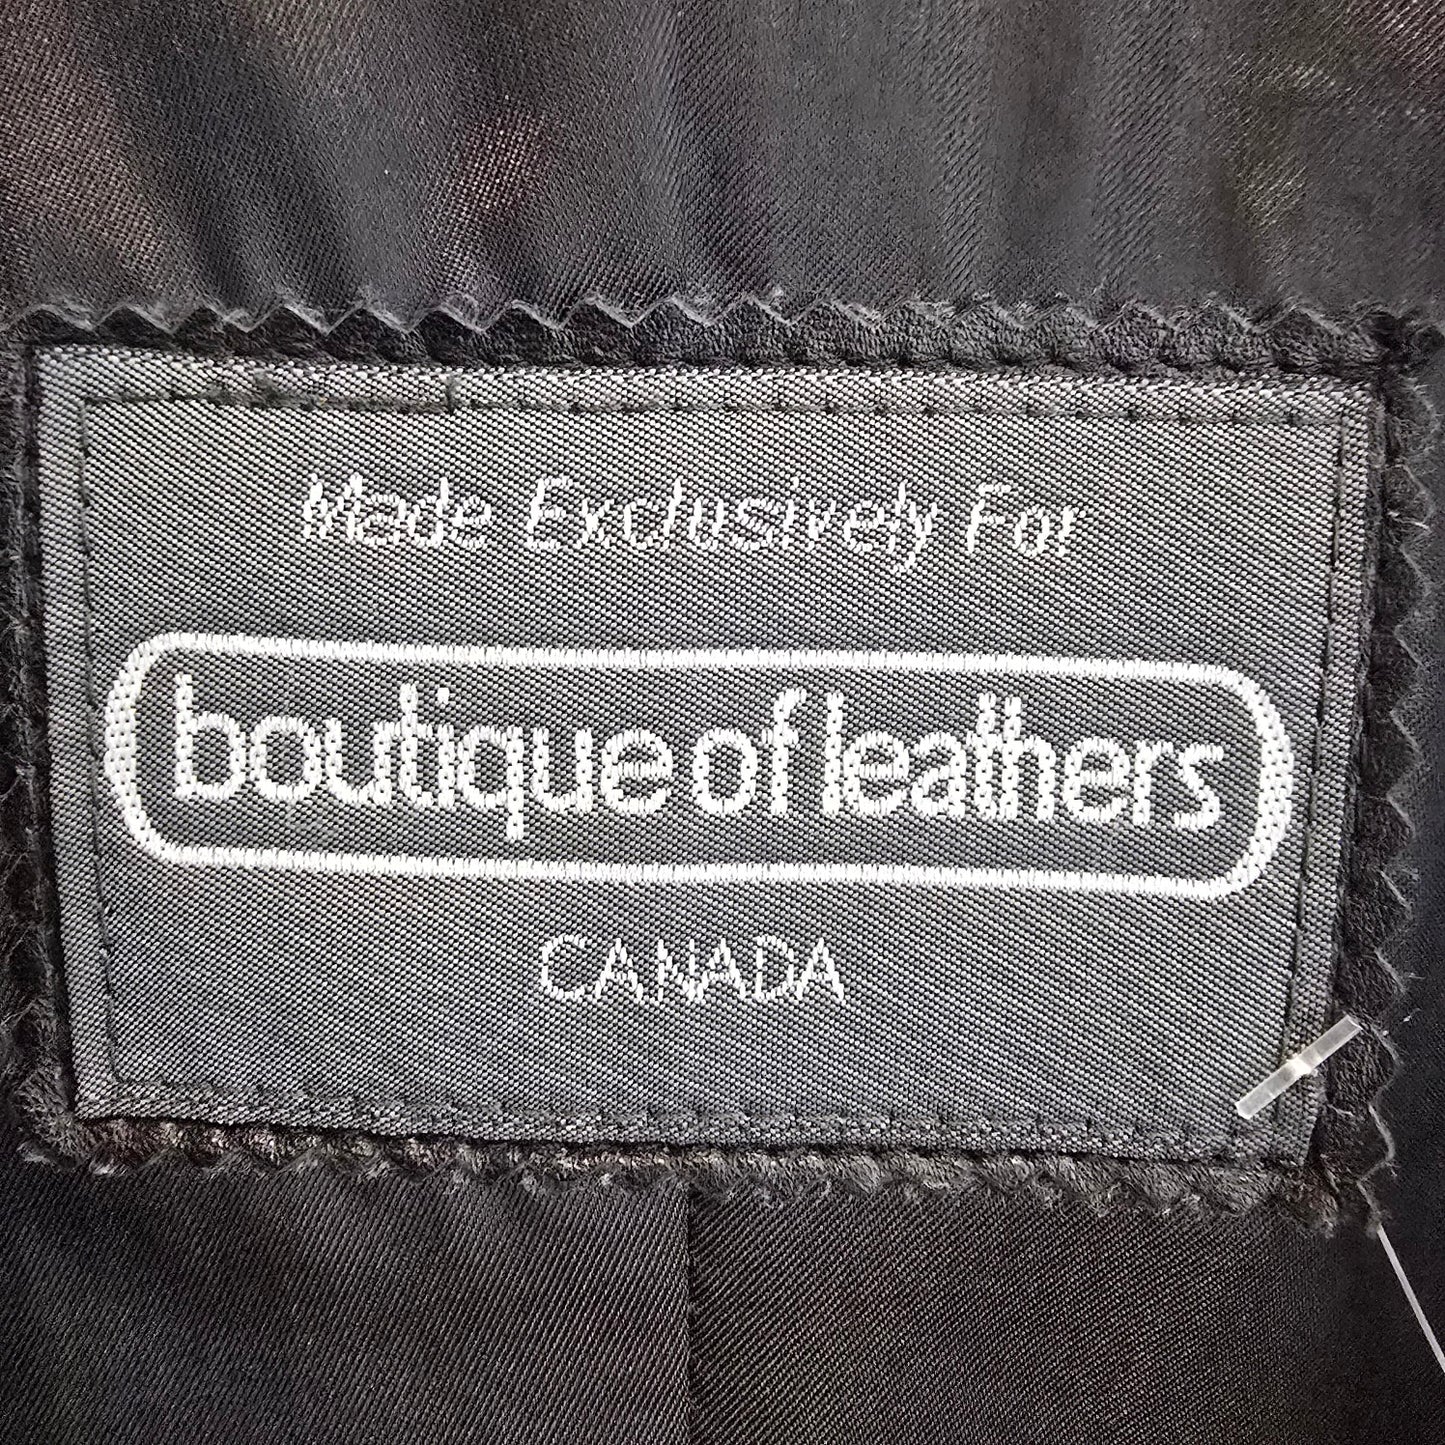 Made Exclusively For
boutique of leathers
CANADA